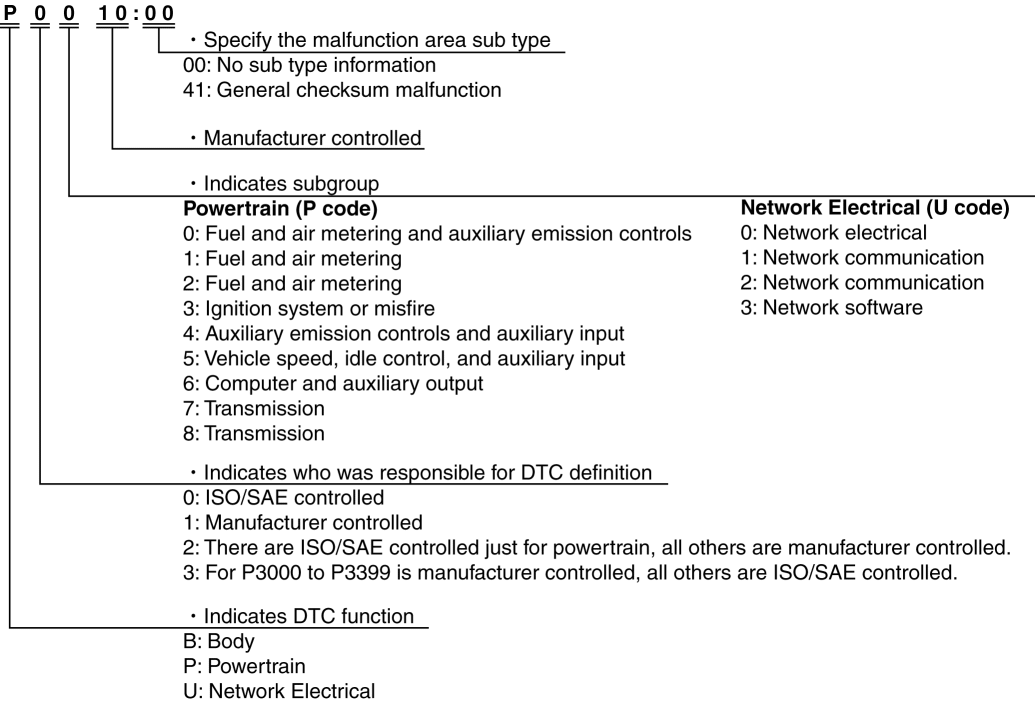 P 0 0 10:00
・Specify the malfunction area sub type
00: No sub type information
41: General checksum malfunction
・Manufacturer controlled
・Indicates subgroup
Powertrain (P code)
0: Fuel and air metering and auxiliary emission controls
1: Fuel and air metering
2: Fuel and air metering
3: Ignition system or misfire
4: Auxiliary emission controls and auxiliary input
5: Vehicle speed, idle control, and auxiliary input
6: Computer and auxiliary output
7: Transmission
8: Transmission
Network Electrical (U code)
0: Network electrical
1: Network communication
2: Network communication
3: Network software
・Indicates who was responsible for DTC definition
0: ISO/SAE controlled
1: Manufacturer controlled
2: There are ISO/SAE controlled just for powertrain, all others are manufacturer controlled.
3: For P3000 to P3399 is manufacturer controlled, all others are ISO/SAE controlled.
・Indicates DTC function
B: Body
P: Powertrain
U: Network Electrical